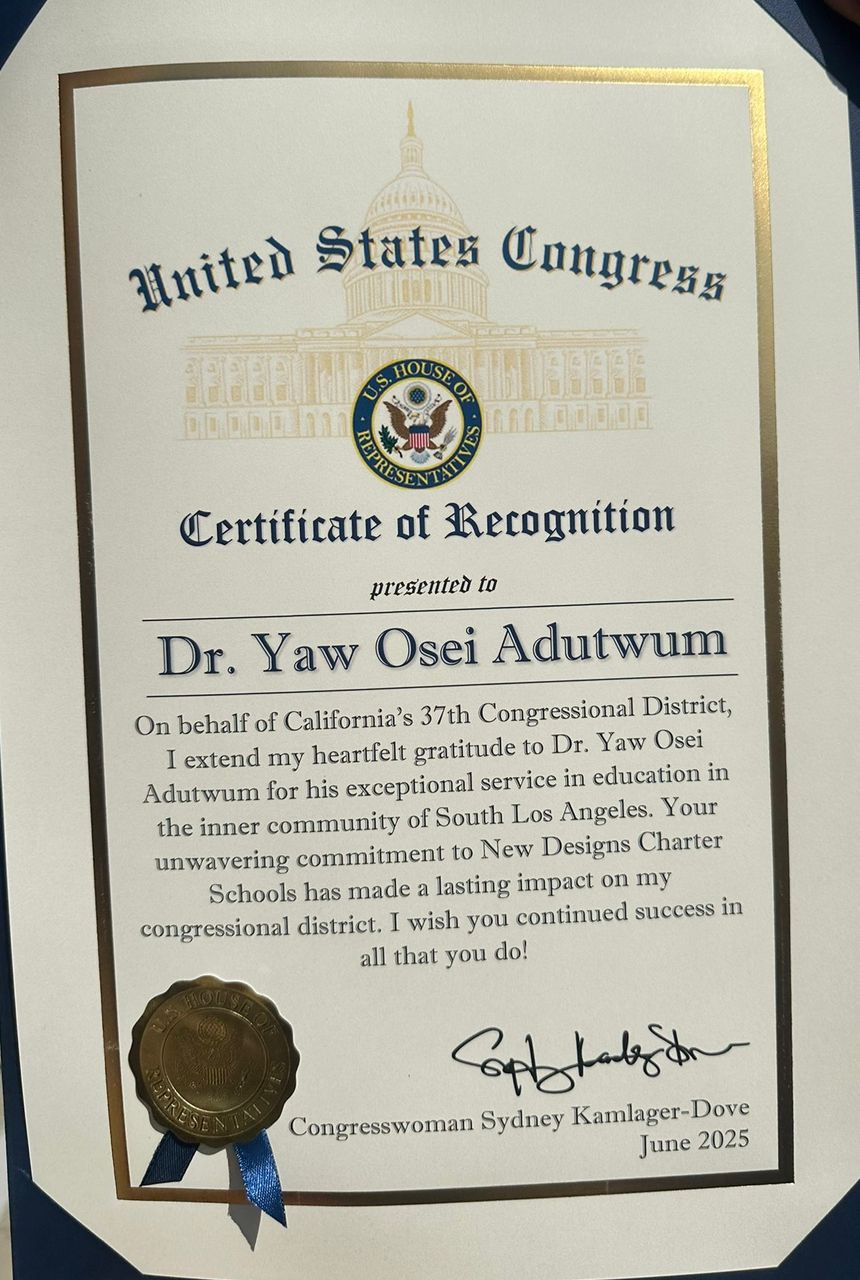 United States Congress
U.S. HOUSE OF
REPRESENTATIVES
Certificate of Recognition
presented to
Dr. Yaw Osei Adutwum
On behalf of California's 37th Congressional District,
I extend my heartfelt gratitude to Dr. Yaw Osei
Adutwum for his exceptional service in education in
the inner community of South Los Angeles. Your
unwavering commitment to New Designs Charter
Schools has made a lasting impact on my
congressional district. I wish you continued success in
all that you do!
U.S. HOUSE OF
REPRESENTATIVES
Congresswoman Sydney Kamlager-Dove
June 2025